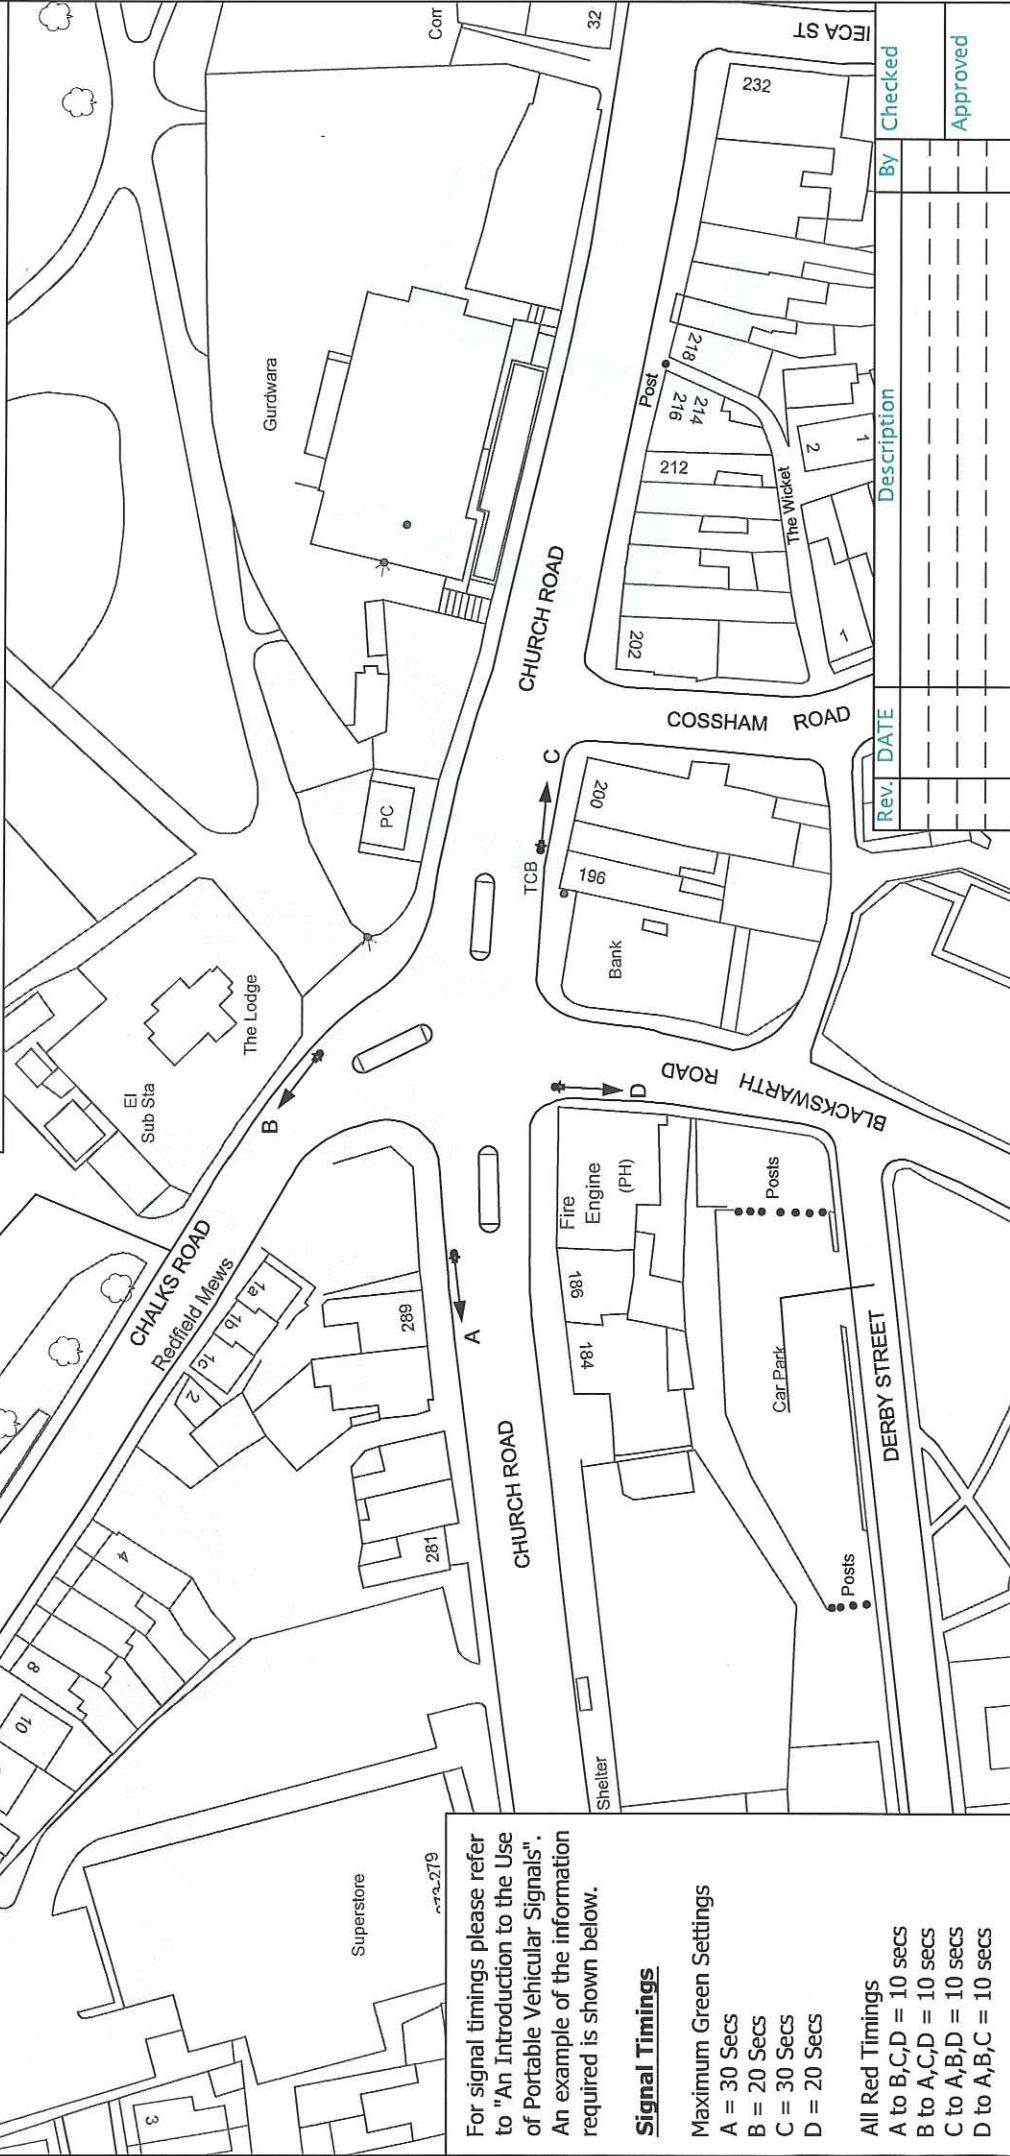 Superstore
3
10
8
4
2
1c
1b
1a
Redfield Mews
CHALKS ROAD
281
289
El
Sub Sta
The Lodge
B
A
PC
Gurdwara
32
CHURCH ROAD
CHURCH ROAD
Shelter
184
186
Fire
Engine
(PH)
D
C
TCB
Bank
196
200
202
212
214
216
218
232
Post
The Wicket
2
1
1
COSSHAM ROAD
BLACKSWARTH ROAD
Posts
Posts
Car Park
DERBY STREET
IECA ST
For signal timings please refer
to "An Introduction to the Use
of Portable Vehicular Signals".
An example of the information
required is shown below.
Signal Timings
Maximum Green Settings
A = 30 Secs
B = 20 Secs
C = 30 Secs
D = 20 Secs
All Red Timings
A to B,C,D = 10 secs
B to A,C,D = 10 secs
C to A,B,D = 10 secs
D to A,B,C = 10 secs
Rev. DATE Description By Checked
Approved